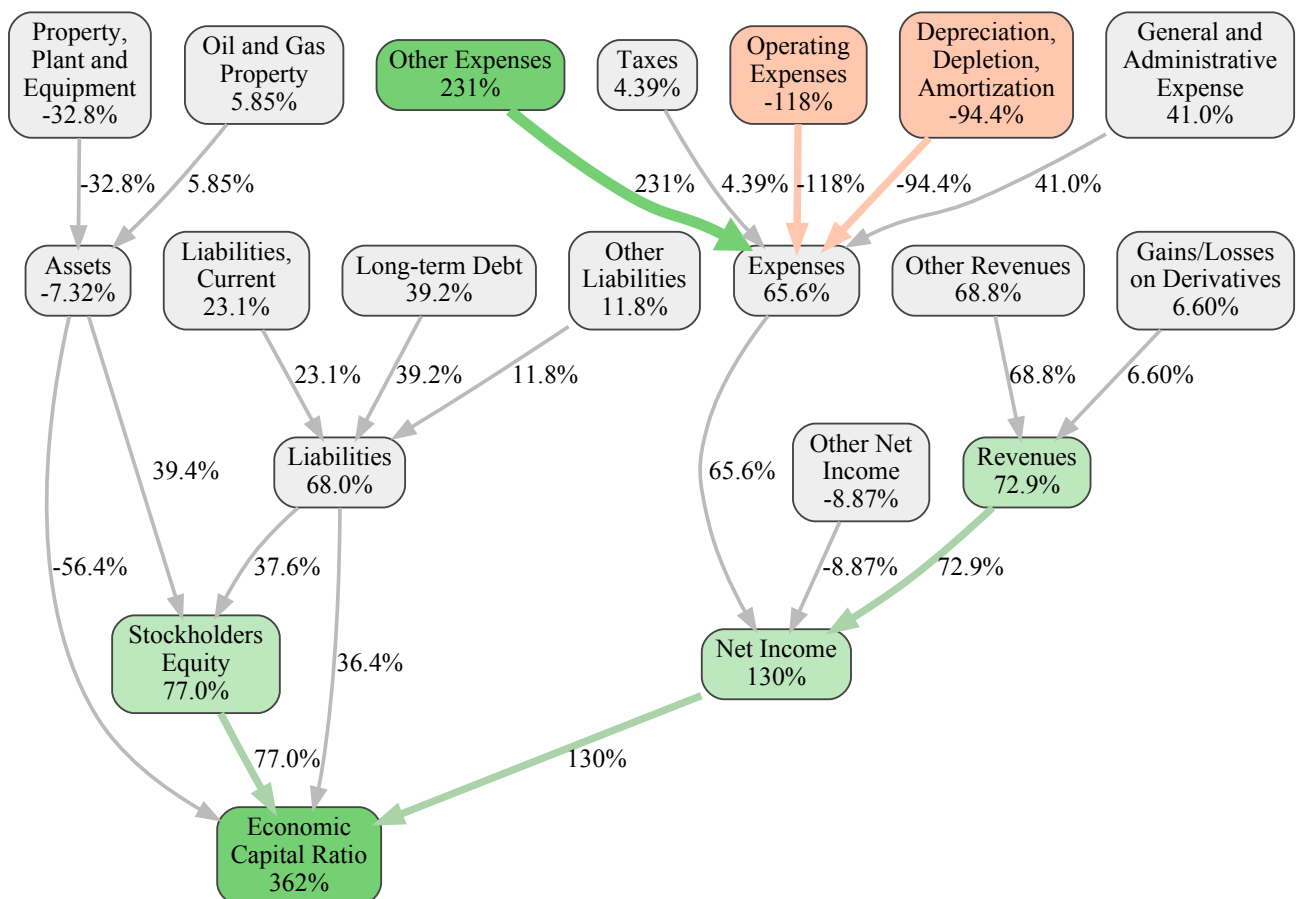 Property,
Plant and
Equipment
-32.8%
Oil and Gas
Property
5.85%
Other Expenses
231%
Taxes
4.39%
Operating
Expenses
-118%
Depreciation,
Depletion,
Amortization
-94.4%
General and
Administrative
Expense
41.0%
-32.8%
5.85%
231%
4.39%
-118%
-94.4%
41.0%
Assets
-7.32%
Liabilities,
Current
23.1%
Long-term Debt
39.2%
Other
Liabilities
11.8%
Expenses
65.6%
Other Revenues
68.8%
Gains/Losses
on Derivatives
6.60%
23.1%
39.2%
11.8%
68.8%
6.60%
39.4%
Liabilities
68.0%
65.6%
Other Net
Income
-8.87%
Revenues
72.9%
-56.4%
37.6%
-8.87%
72.9%
Stockholders
Equity
77.0%
36.4%
Net Income
130%
77.0%
130%
Economic
Capital Ratio
362%